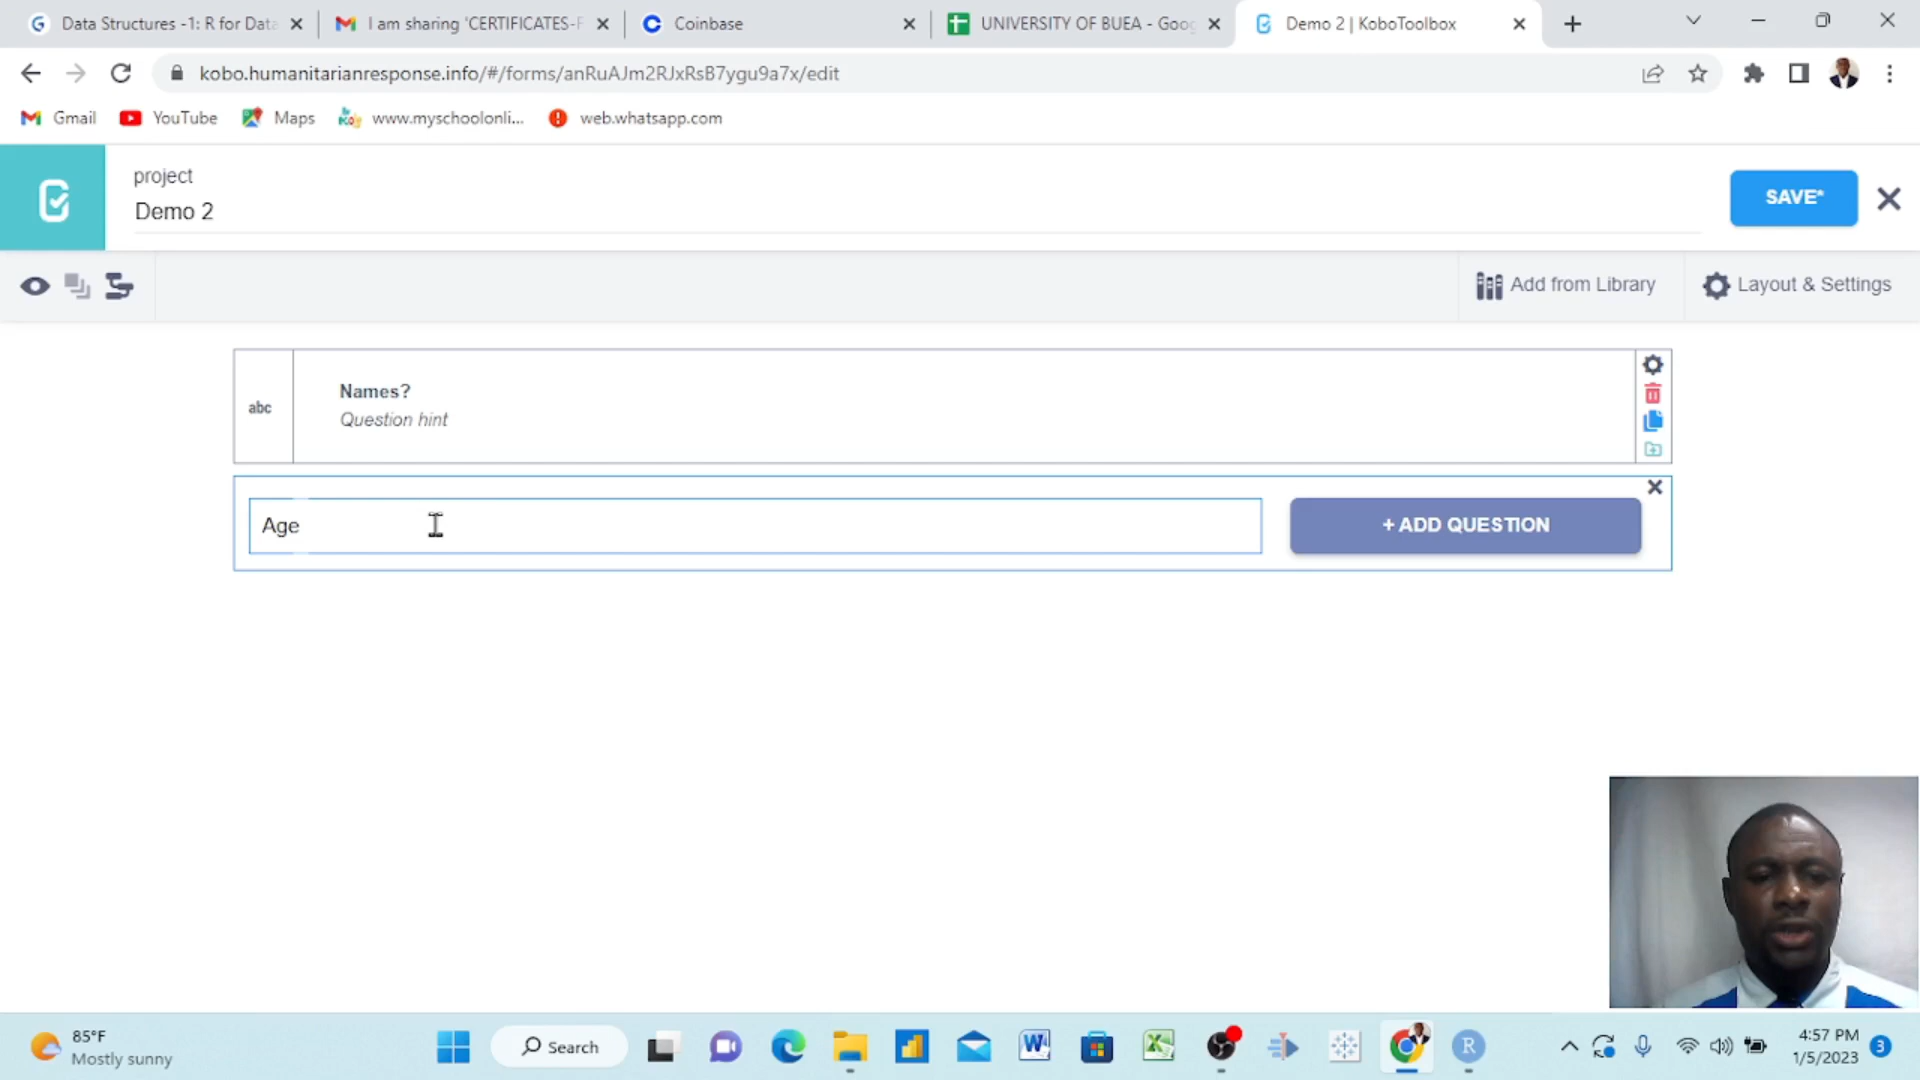 Data Structures -1: R for Data
I am sharing 'CERTIFICATES-F
Coinbase
UNIVERSITY OF BUEA - Goog
Demo 2 | KoboToolbox
kobo.humanitarianresponse.info/#/forms/anRuAJm2RJxRsB7ygu9a7x/edit
Gmail
YouTube
Maps
www.myschoolonli...
web.whatsapp.com
project
Demo 2
SAVE*
Add from Library
Layout & Settings
abc
Names?
Question hint
Age
+ ADD QUESTION
85°F
Mostly sunny
Search
4:57 PM
1/5/2023
3